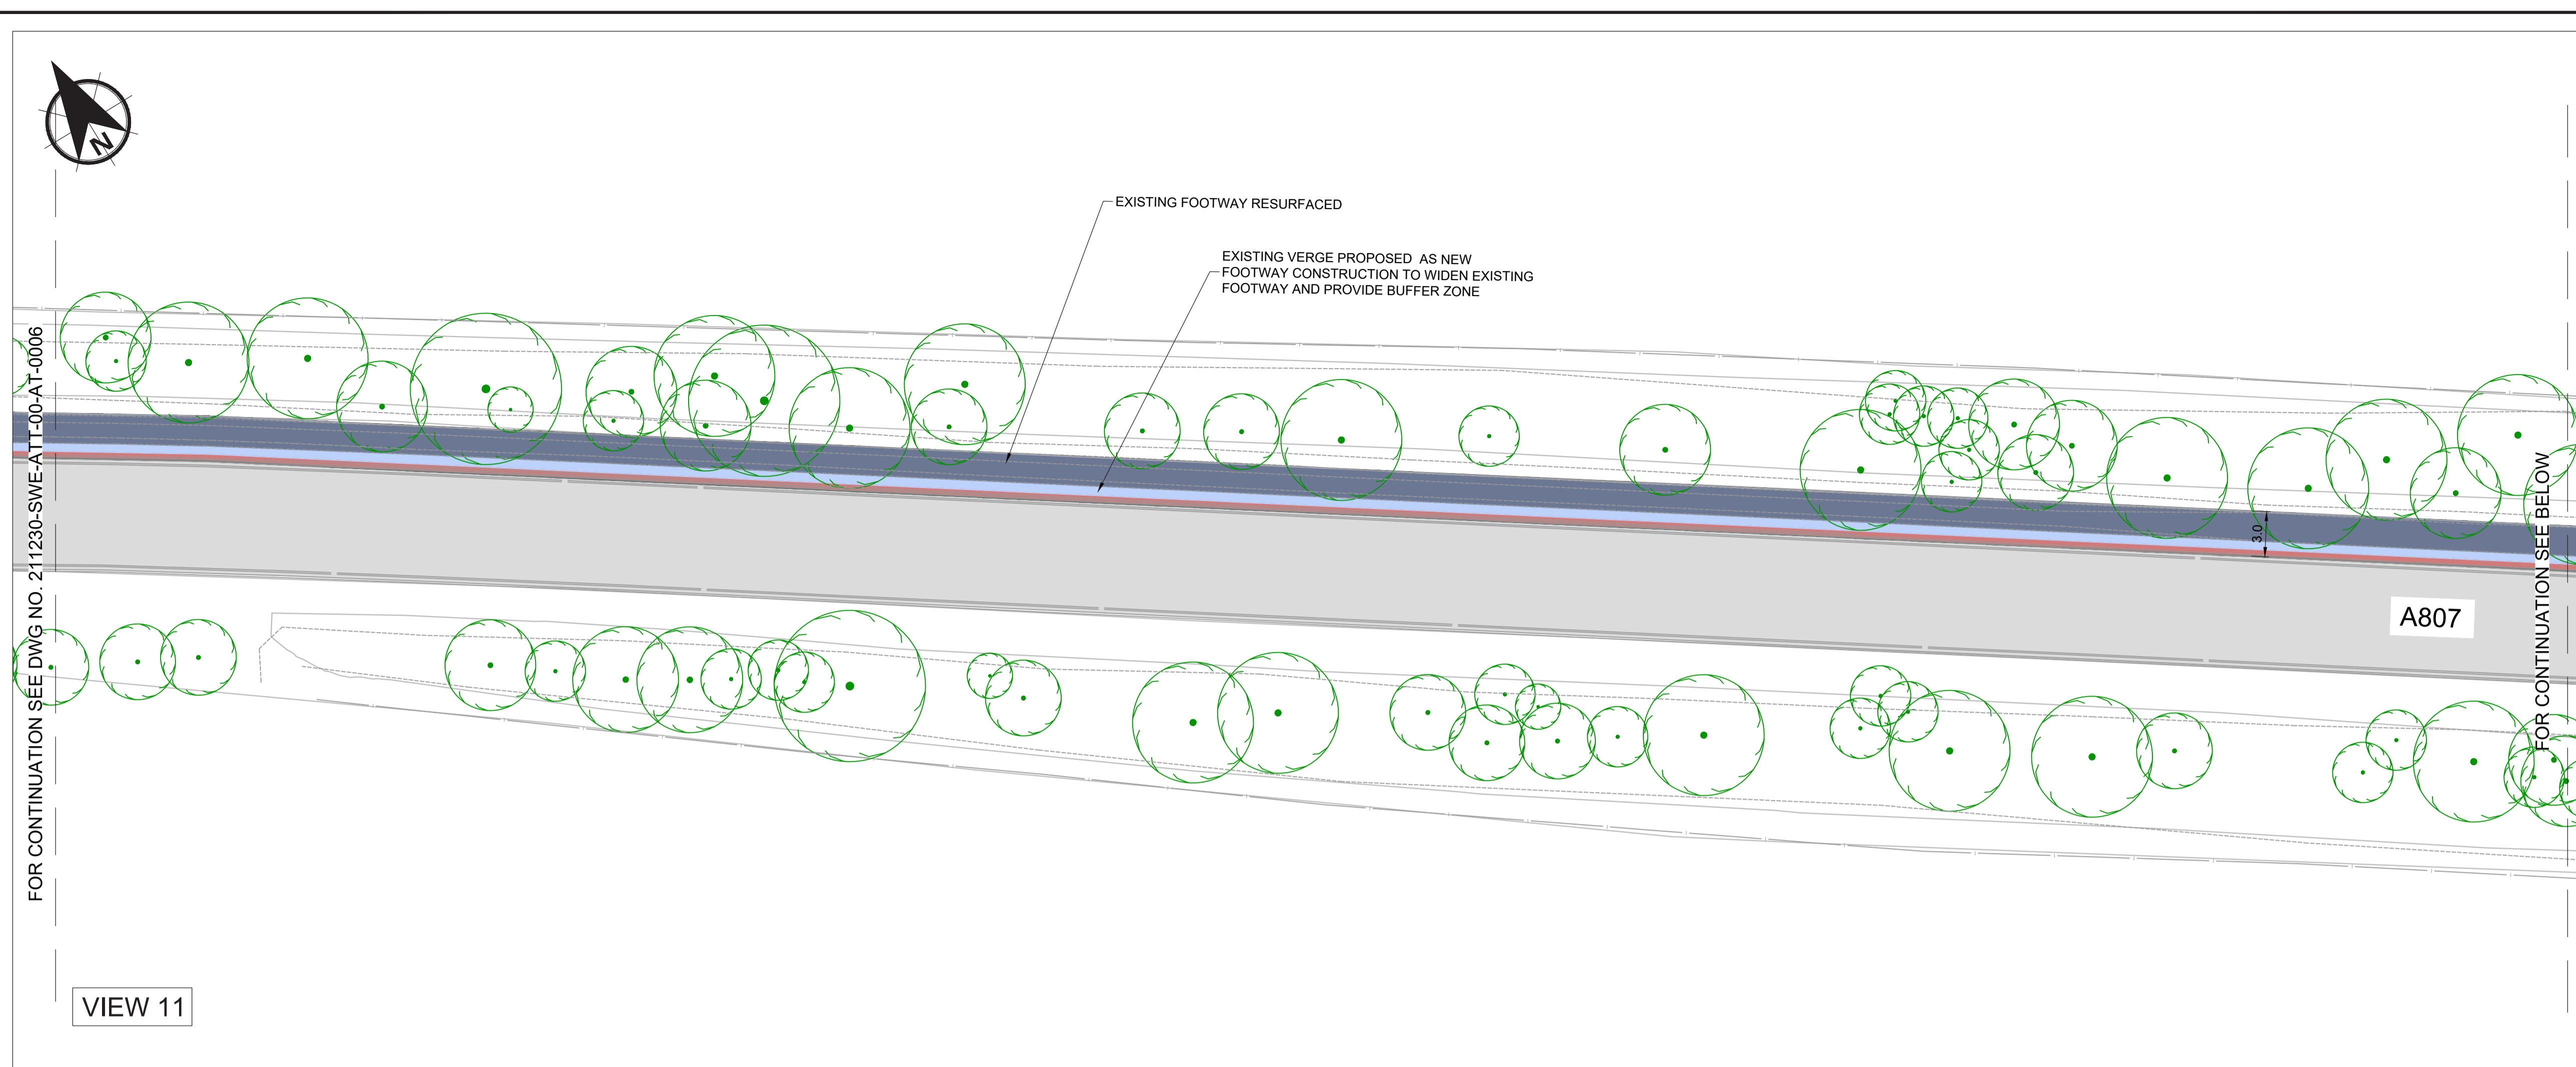 N
EXISTING FOOTWAY RESURFACED
EXISTING VERGE PROPOSED AS NEW
FOOTWAY CONSTRUCTION TO WIDEN EXISTING
FOOTWAY AND PROVIDE BUFFER ZONE
FOR CONTINUATION SEE DWG NO. 211230-SWE-ATT-00-AT-0006
3.0
A807
FOR CONTINUATION SEE BELOW
VIEW 11